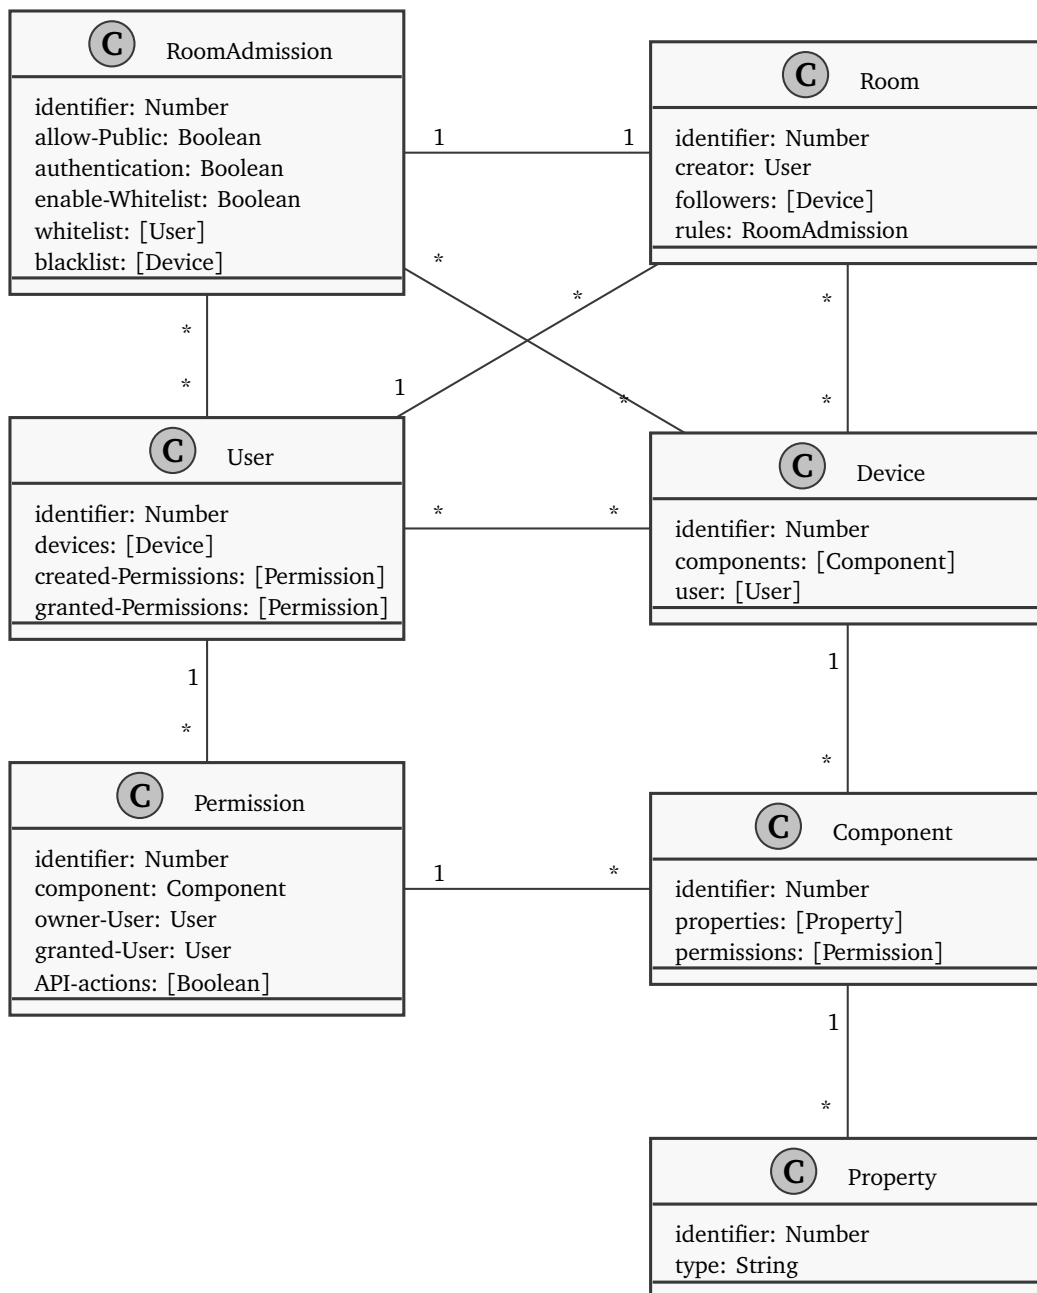 C RoomAdmission
identifier: Number
allow-Public: Boolean
authentication: Boolean
enable-Whitelist: Boolean
whitelist: [User]
blacklist: [Device]
C Room
identifier: Number
creator: User
followers: [Device]
rules: RoomAdmission
1 1
*
*
*
*
*
1
*
*
C User
identifier: Number
devices: [Device]
created-Permissions: [Permission]
granted-Permissions: [Permission]
* *
C Device
identifier: Number
components: [Component]
user: [User]
1
*
1
*
C Permission
identifier: Number
component: Component
owner-User: User
granted-User: User
API-actions: [Boolean]
1 *
C Component
identifier: Number
properties: [Property]
permissions: [Permission]
1
*
C Property
identifier: Number
type: String